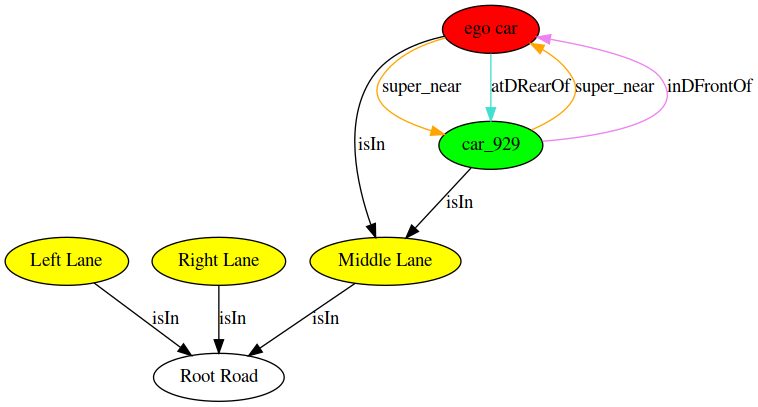 ego car
super_near
atDRearOf
super_near
inDFrontOf
isIn
car_929
isIn
Left Lane
Right Lane
Middle Lane
isIn
isIn
isIn
Root Road